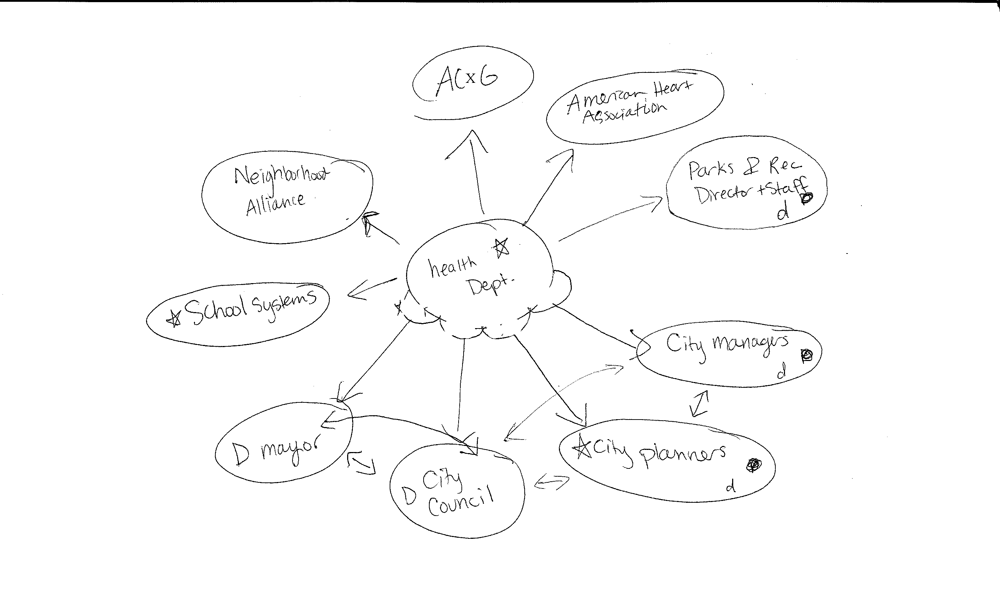 ACxG
American Heart
Association
Parks & Rec
Director + Staff
d
Neighborhood
Alliance
health
Dept.
School Systems
City managers
d
D mayor
City planners
d
D City
Council